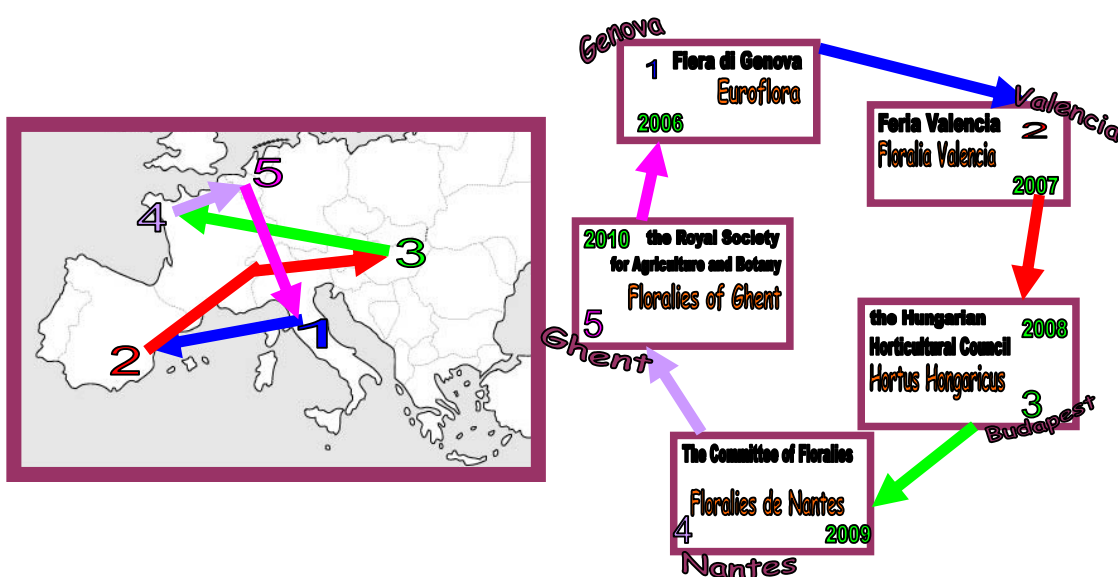 5
4
3
2
1
Genova
1 Fiera di Genova
Euroflora
2006
Valencia
Feria Valencia
2
Floralia Valencia
2007
the Hungarian
2008
Horticultural Council
Hortus Hongaricus
3
Budapest
The Committee of Floralies
Floralies de Nantes
4
2009
Nantes
2010 the Royal Society
for Agriculture and Botany
Floralies of Ghent
5
Ghent